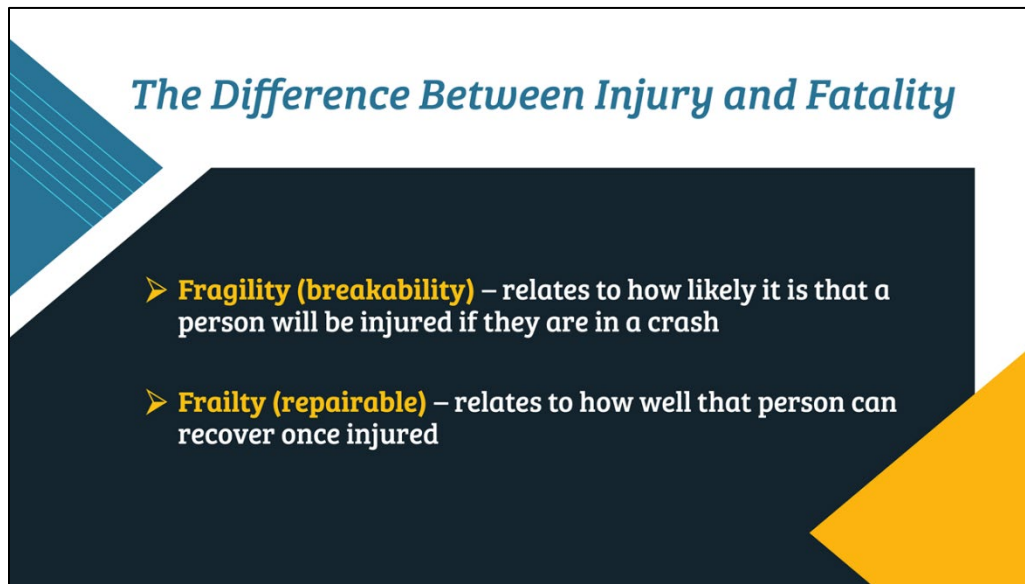 The Difference Between Injury and Fatality
➢ Fragility (breakability) – relates to how likely it is that a
person will be injured if they are in a crash
➢ Frailty (repairable) – relates to how well that person can
recover once injured